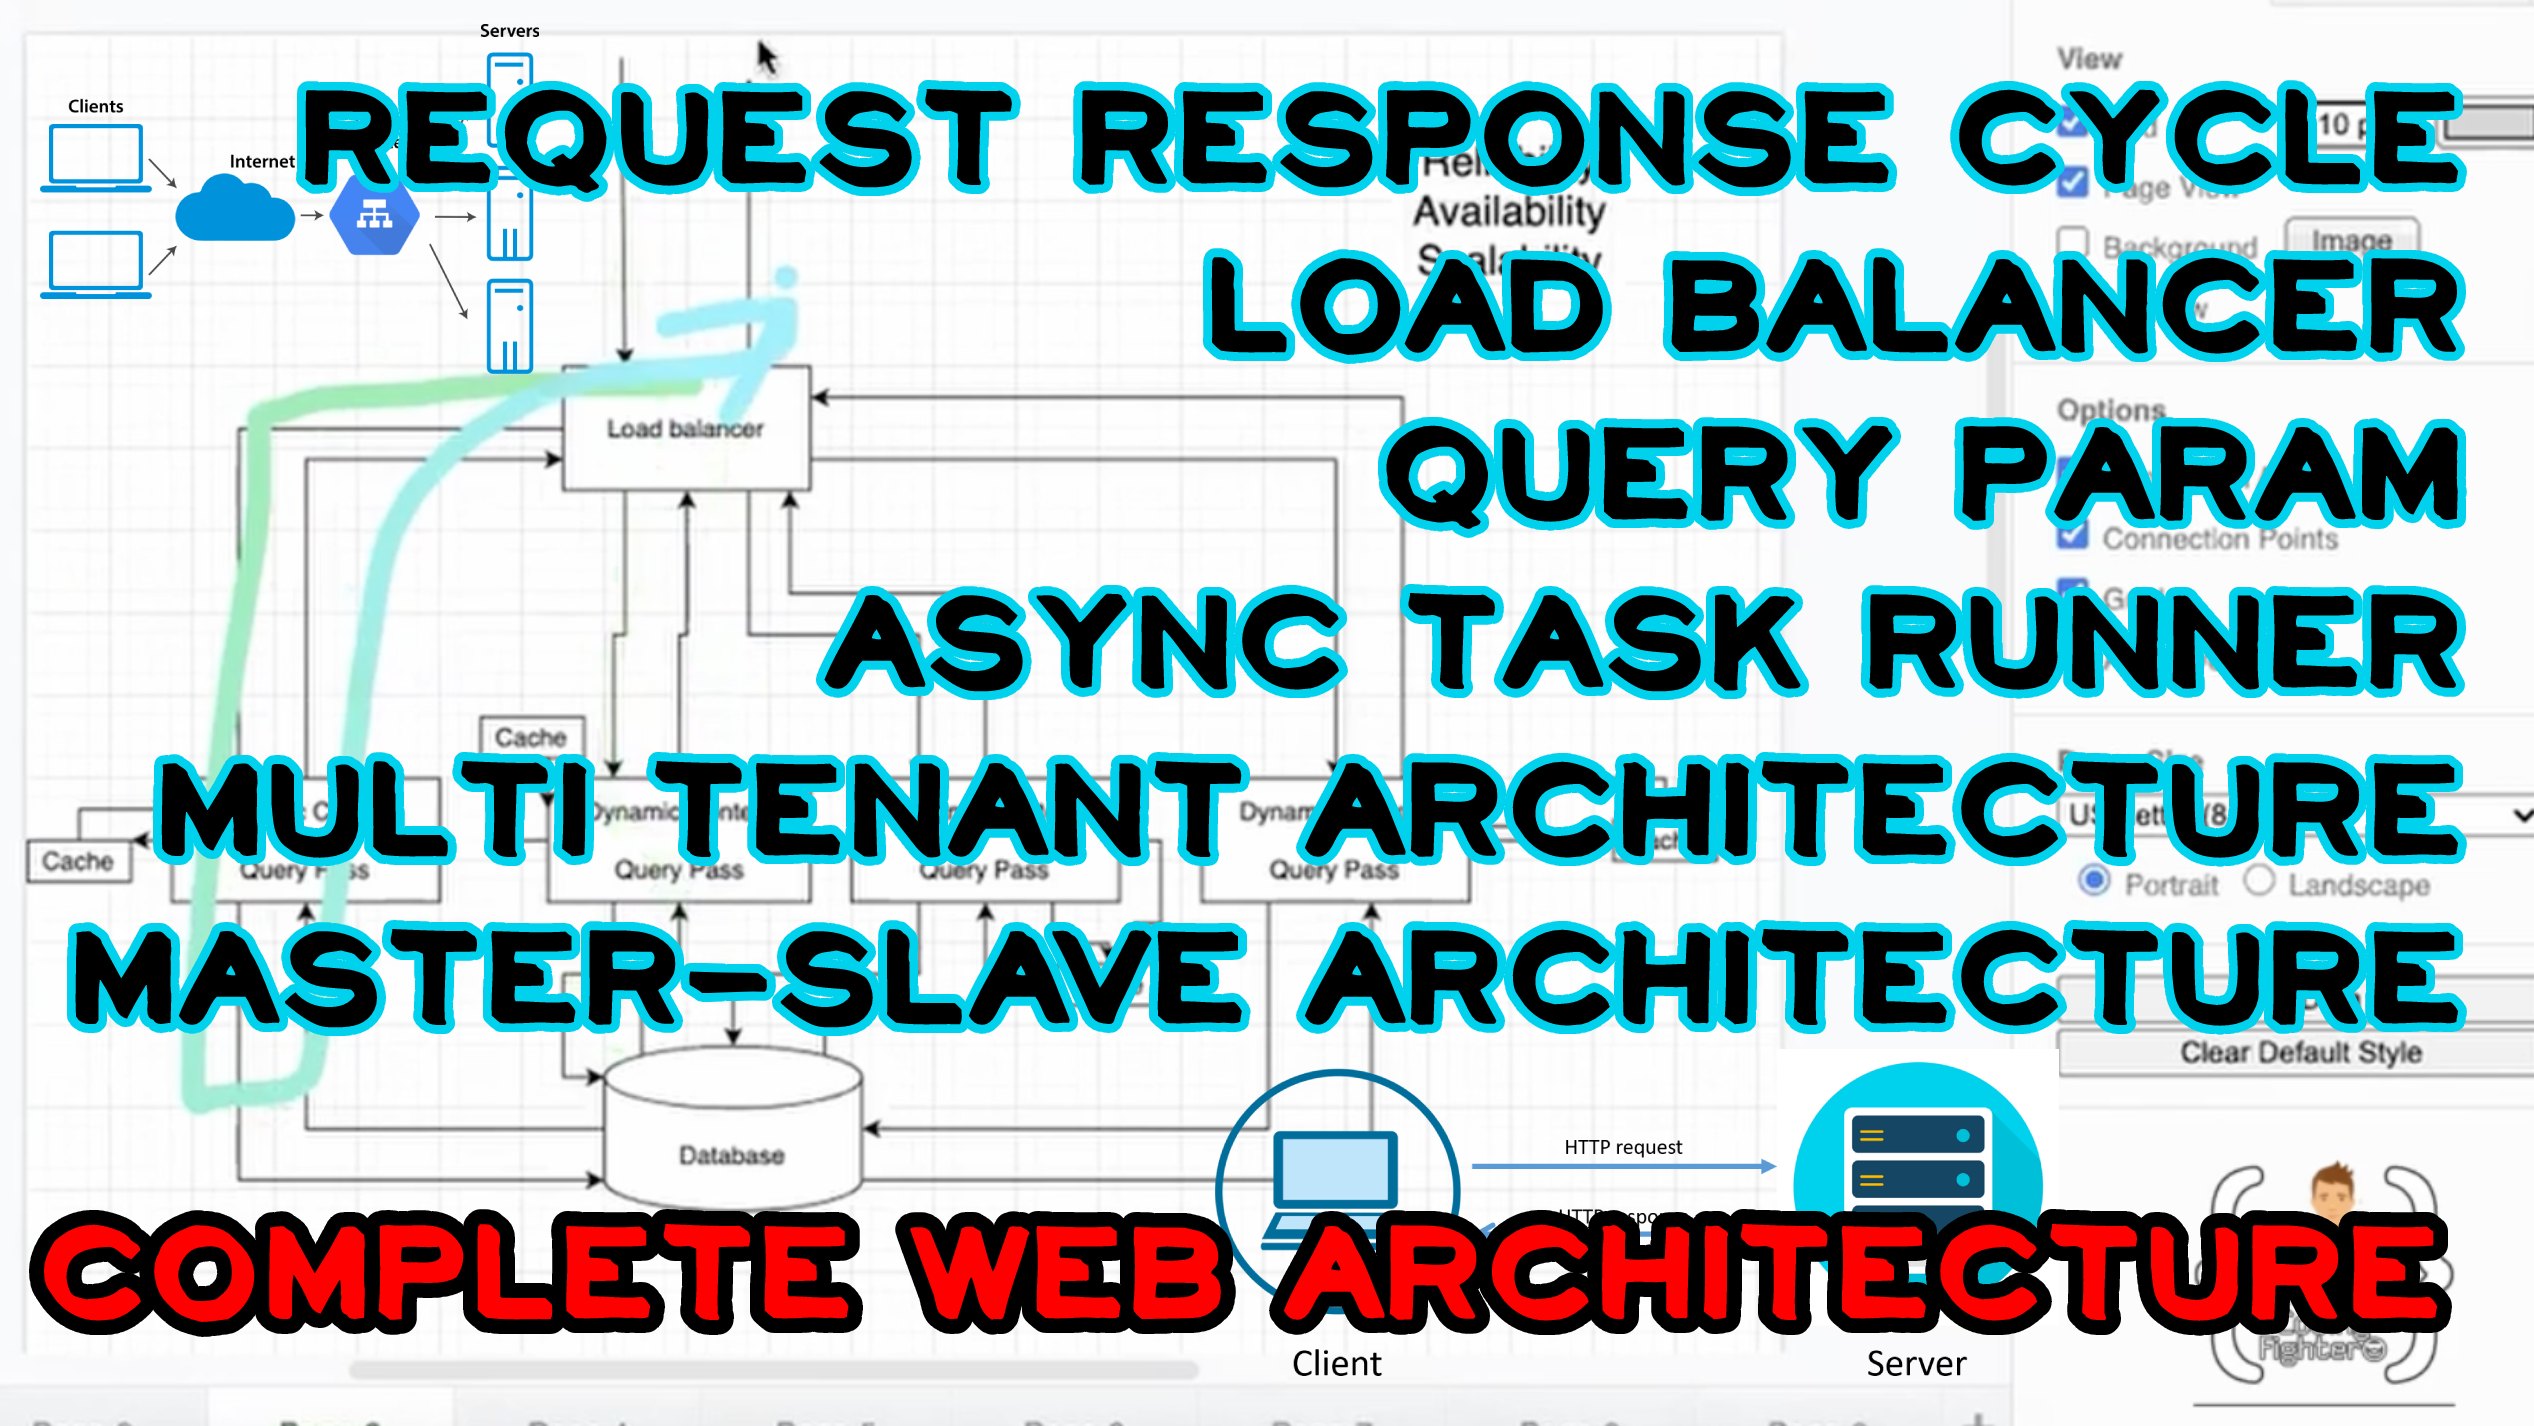 Servers
View
Clients
REQUEST RESPONSE CYCLE
10 p
Internet
Page View
Availability
Background
Image
Scalability
LOAD BALANCER
Options
Load balancer
QUERY PARAM
Connection Points
ASYNC TASK RUNNER
Cache
MULTI TENANT ARCHITECTURE
Cache
Query Pass
Query Pass
Query Pass
Query Pass
Portrait
Landscape
MASTER-SLAVE ARCHITECTURE
Clear Default Style
HTTP request
Database
COMPLETE WEB ARCHITECTURE
Fighter
Client
Server